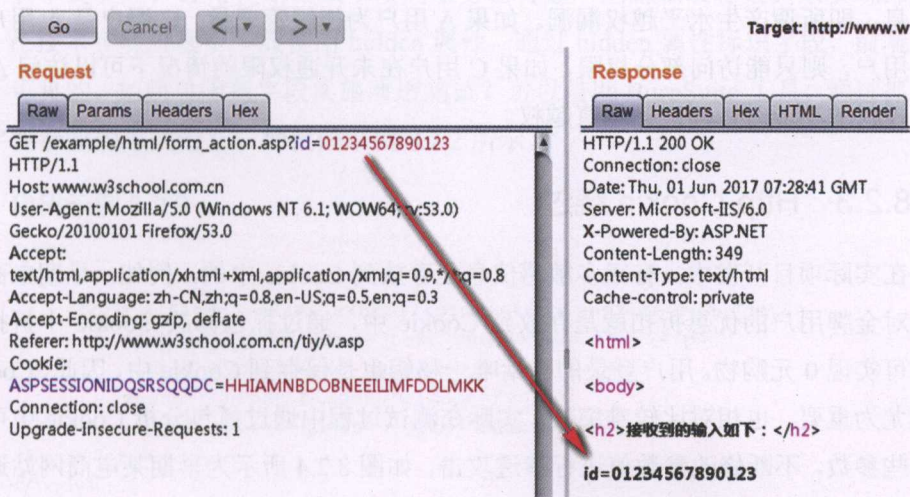 Go
Cancel
<
>
Target: http://www.w
Request
Response
Raw
Params
Headers
Hex
Raw
Headers
Hex
HTML
Render
GET /example/html/form_action.asp?id=01234567890123
HTTP/1.1
Host: www.w3school.com.cn
User-Agent: Mozilla/5.0 (Windows NT 6.1; WOW64; rv:53.0)
Gecko/20100101 Firefox/53.0
Accept:
text/html,application/xhtml+xml,application/xml;q=0.9,*/*;q=0.8
Accept-Language: zh-CN,zh;q=0.8,en-US;q=0.5,en;q=0.3
Accept-Encoding: gzip, deflate
Referer: http://www.w3school.com.cn/tiy/v.asp
Cookie:
ASPSESSIONIDQSRSQQDC=HHIAMNBDOBNEEILIMFDDLMKK
Connection: close
Upgrade-Insecure-Requests: 1
HTTP/1.1 200 OK
Connection: close
Date: Thu, 01 Jun 2017 07:28:41 GMT
Server: Microsoft-IIS/6.0
X-Powered-By: ASP.NET
Content-Length: 349
Content-Type: text/html
Cache-control: private
<html>
<body>
<h2>接收到的输入如下：</h2>
id=01234567890123